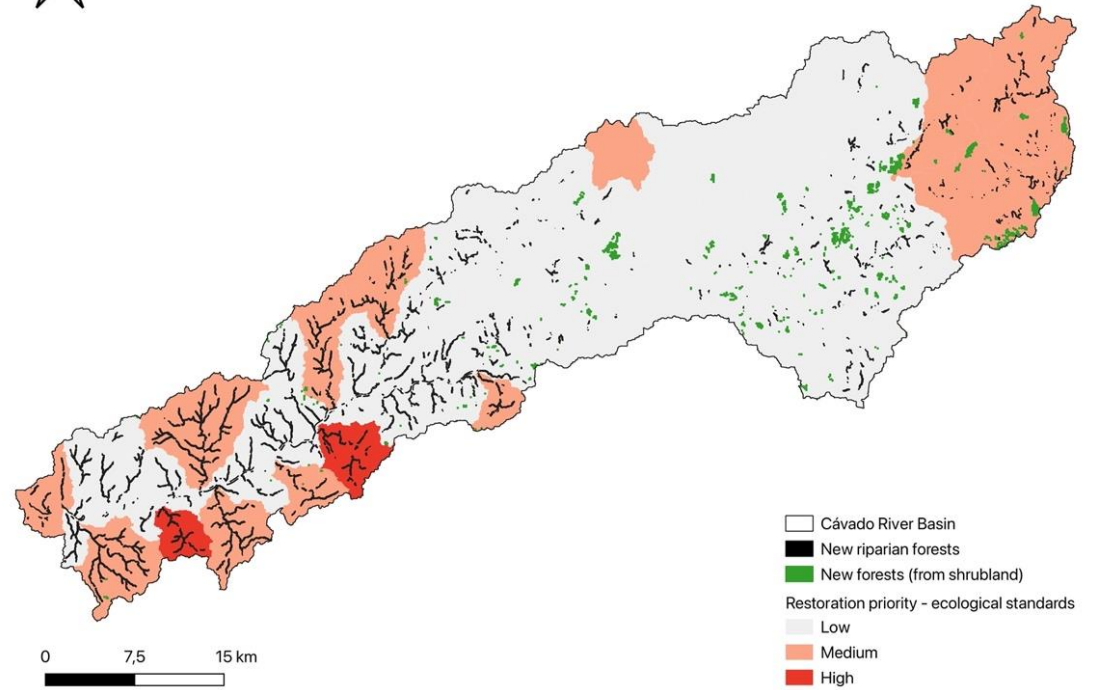 Cávado River Basin
New riparian forests
New forests (from shrubland)
Restoration priority - ecological standards
Low
Medium
High
0 7,5 15 km